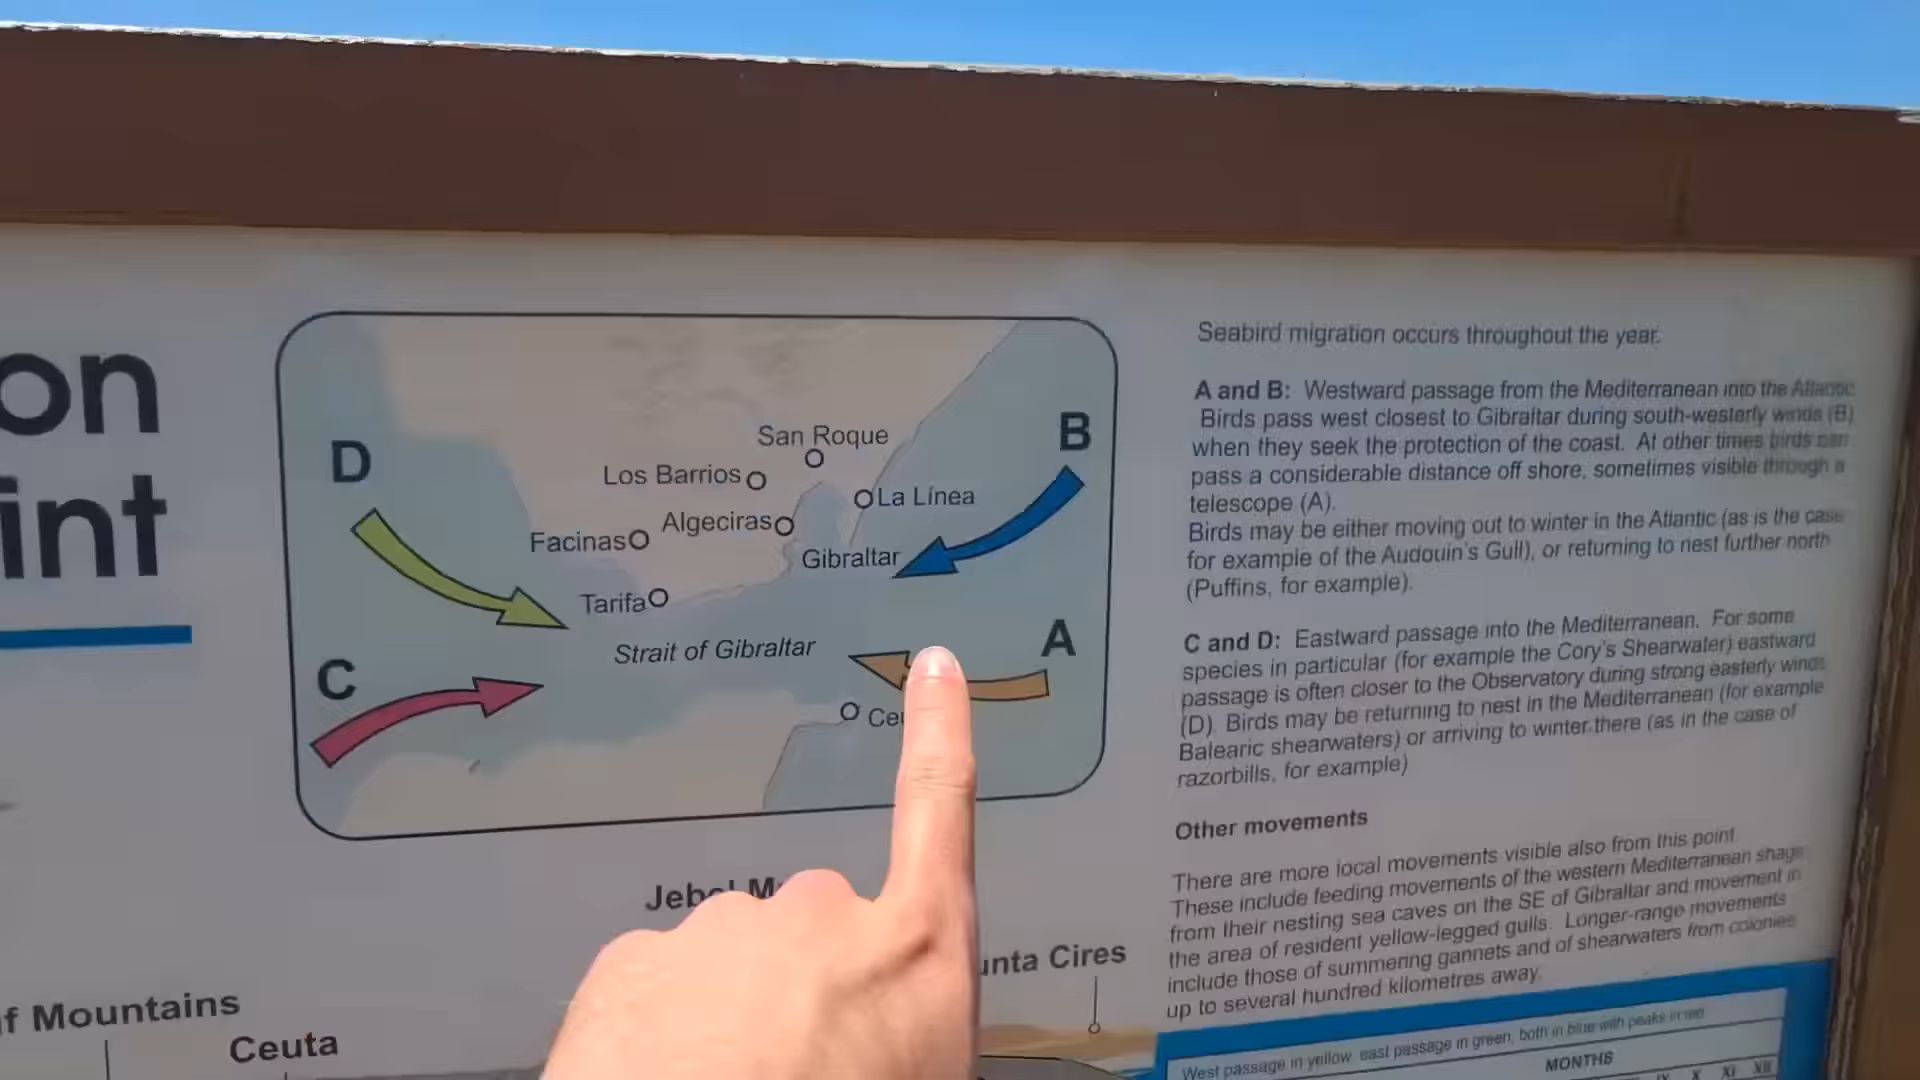 on
int
D
B
San Roque
Los Barrios
La Línea
Algeciras
Facinas
Gibraltar
Tarifa
Strait of Gibraltar
A
C
Seabird migration occurs throughout the year.
A and B: Westward passage from the Mediterranean into the Atlantic.
Birds pass west closest to Gibraltar during south-westerly winds (B)
when they seek the protection of the coast. At other times birds can
pass a considerable distance off shore, sometimes visible through a
telescope (A).
Birds may be either moving out to winter in the Atlantic (as is the case
for example of the Audouin's Gull), or returning to nest further north
(Puffins, for example).
C and D: Eastward passage into the Mediterranean. For some
species in particular (for example the Cory's Shearwater) eastward
passage is often closer to the Observatory during strong easterly winds
(D). Birds may be returning to nest in the Mediterranean (for example
Balearic shearwaters) or arriving to winter there (as in the case of
razorbills, for example)
Other movements
There are more local movements visible also from this point.
These include feeding movements of the western Mediterranean shags
from their nesting sea caves on the SE of Gibraltar and movement in
the area of resident yellow-legged gulls. Longer-range movements
include those of summering gannets and of shearwaters from colonies
up to several hundred kilometres away.
Jebel
Cires
f Mountains
Ceuta
West passage in yellow, east passage in green, both in blue with peaks in red
MONTHS
IX X XI XII